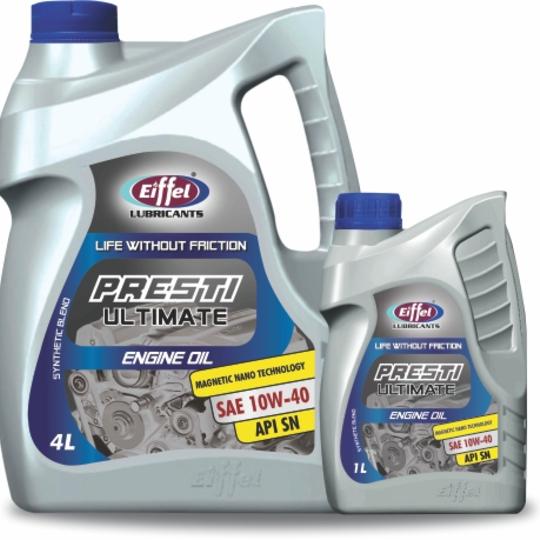 Eiffel
LUBRICANTS
LIFE WITHOUT FRICTION
PRESTI
ULTIMATE
ENGINE OIL
SYNTHETIC BLEND
MAGNETIC NANO TECHNOLOGY
SAE 10W-40
API SN
4L
Eiffel
Eiffel
LUBRICANTS
LIFE WITHOUT FRICTION
PRESTI
ULTIMATE
ENGINE OIL
SYNTHETIC BLEND
MAGNETIC NANO TECHNOLOGY
SAE 10W-40
API SN
1L
Eiffel